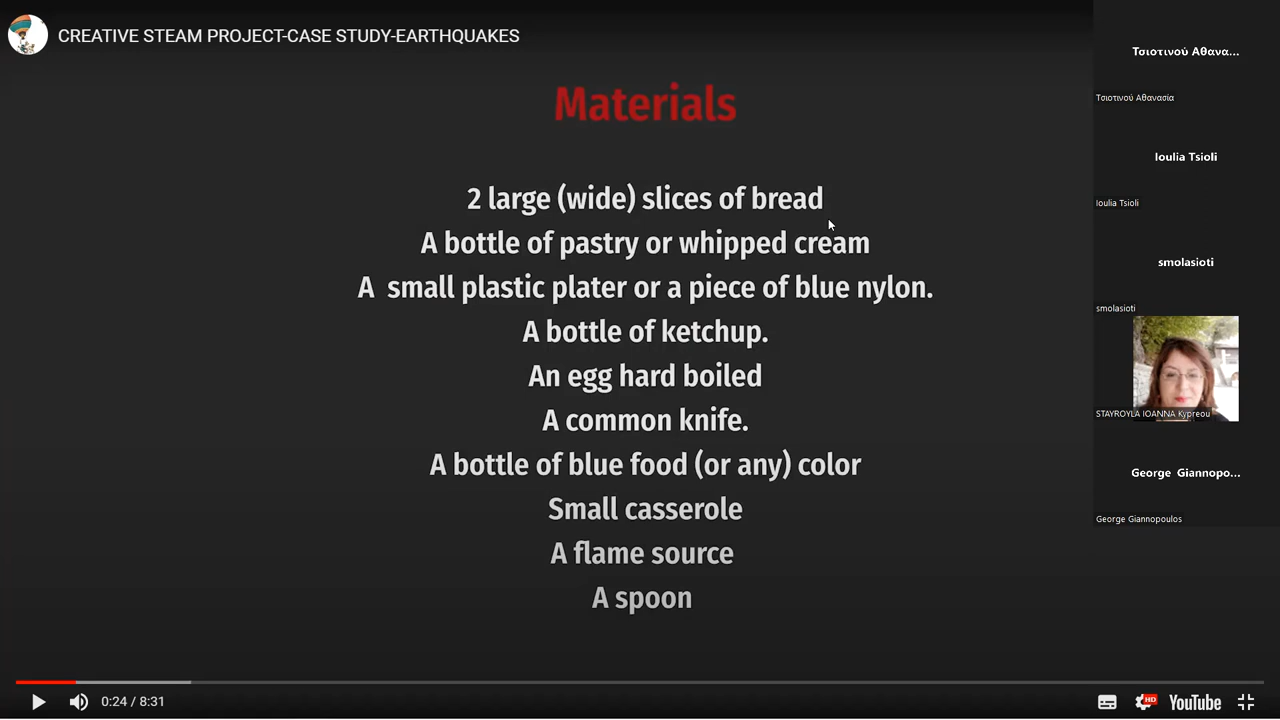 CREATIVE STEAM PROJECT-CASE STUDY-EARTHQUAKES
Materials
2 large (wide) slices of bread
A bottle of pastry or whipped cream
A small plastic plater or a piece of blue nylon.
A bottle of ketchup.
An egg hard boiled
A common knife.
A bottle of blue food (or any) color
Small casserole
A flame source
A spoon
Τσιοτινού Αθανα...
Τσιοτινού Αθανασία
Ioulia Tsioli
Ioulia Tsioli
smolasioti
smolasioti
STAYROYLA IOANNA Kypreou
George Giannopo...
George Giannopoulos
0:24 / 8:31
HD
YouTube